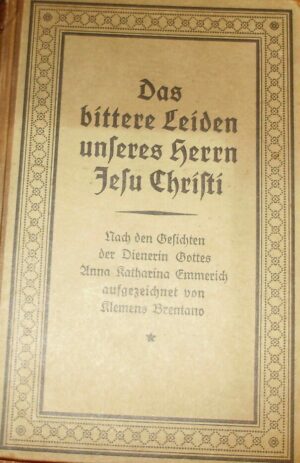 Das
bittere Leiden
unseres Herrn
Jesu Christi
Nach den Gesichten
der Dienerin Gottes
Anna Katharina Emmerich
aufgezeichnet von
Klemens Brentano